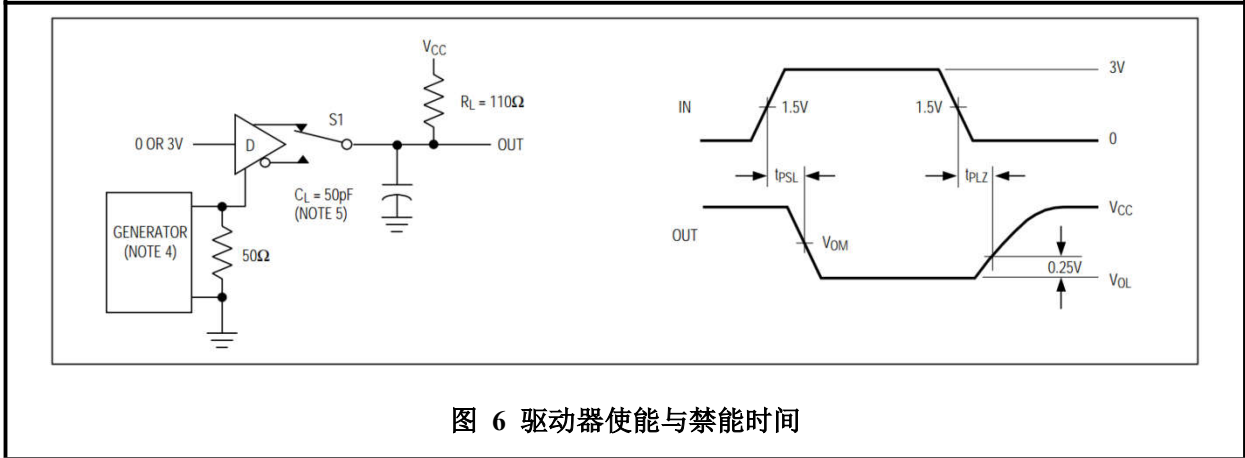 VCC
RL = 110Ω
S1
0 OR 3V
D
OUT
CL = 50pF
(NOTE 5)
GENERATOR
(NOTE 4)
50Ω
3V
IN
1.5V
1.5V
0
tPSL
tPLZ
VCC
OUT
VOM
0.25V
VOL
图 6 驱动器使能与禁能时间